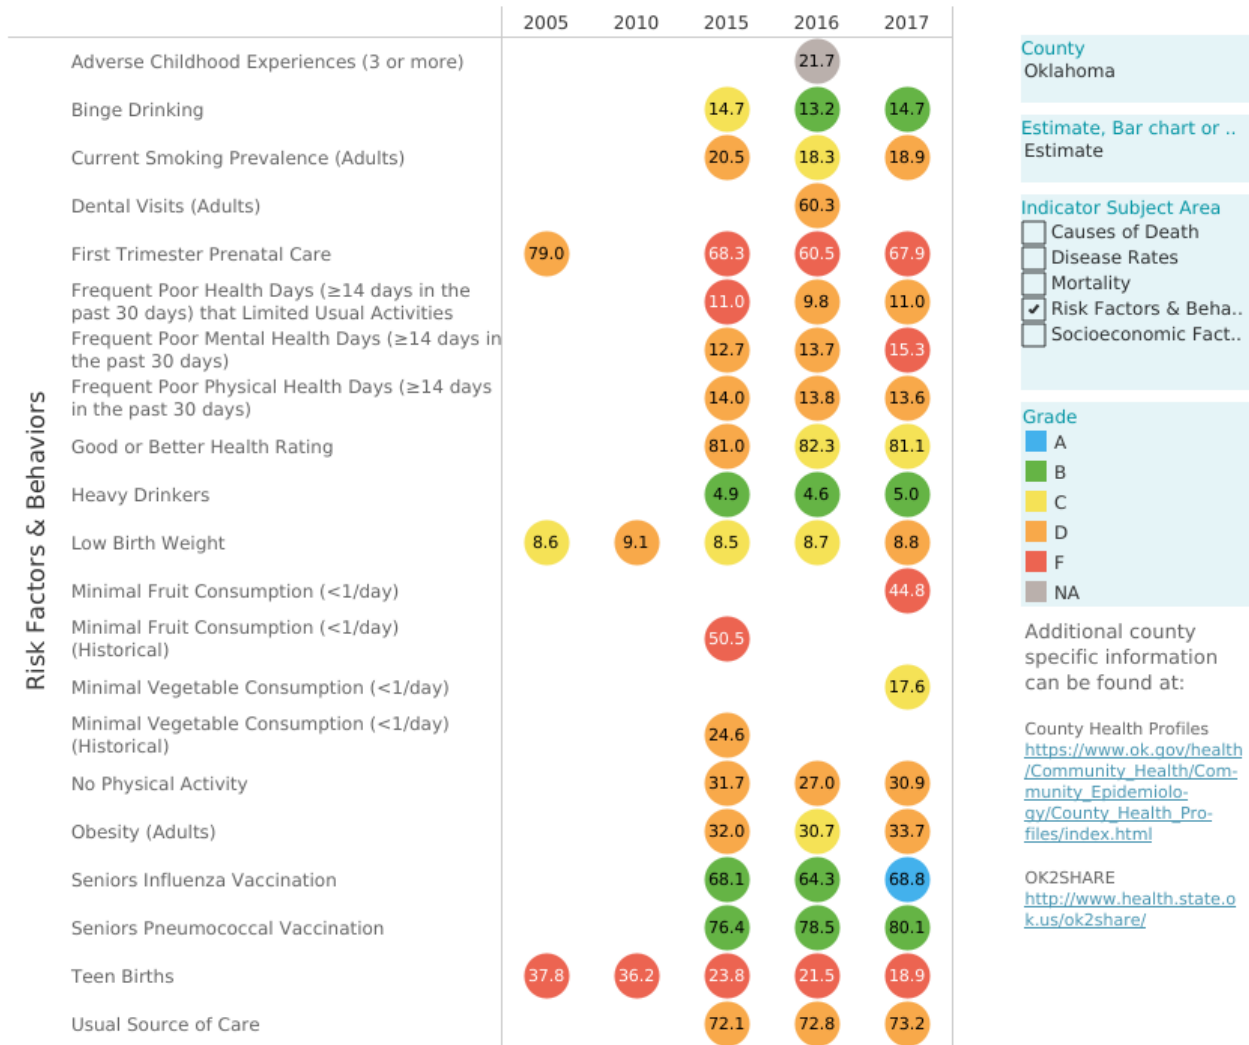 2005 2010 2015 2016 2017
Adverse Childhood Experiences (3 or more) 21.7
Binge Drinking 14.7 13.2 14.7
Current Smoking Prevalence (Adults) 20.5 18.3 18.9
Dental Visits (Adults) 60.3
First Trimester Prenatal Care 79.0 68.3 60.5 67.9
Frequent Poor Health Days (≥14 days in the
past 30 days) that Limited Usual Activities 11.0 9.8 11.0
Frequent Poor Mental Health Days (≥14 days in
the past 30 days) 12.7 13.7 15.3
Frequent Poor Physical Health Days (≥14 days
in the past 30 days) 14.0 13.8 13.6
Good or Better Health Rating 81.0 82.3 81.1
Heavy Drinkers 4.9 4.6 5.0
Low Birth Weight 8.6 9.1 8.5 8.7 8.8
Minimal Fruit Consumption (<1/day) 44.8
Minimal Fruit Consumption (<1/day)
(Historical) 50.5
Minimal Vegetable Consumption (<1/day) 17.6
Minimal Vegetable Consumption (<1/day)
(Historical) 24.6
No Physical Activity 31.7 27.0 30.9
Obesity (Adults) 32.0 30.7 33.7
Seniors Influenza Vaccination 68.1 64.3 68.8
Seniors Pneumococcal Vaccination 76.4 78.5 80.1
Teen Births 37.8 36.2 23.8 21.5 18.9
Usual Source of Care 72.1 72.8 73.2
Risk Factors & Behaviors
County
Oklahoma
Estimate, Bar chart or ..
Estimate
Indicator Subject Area
Causes of Death
Disease Rates
Mortality
Risk Factors & Beha..
Socioeconomic Fact..
Grade
A
B
C
D
F
NA
Additional county
specific information
can be found at:
County Health Profiles
https://www.ok.gov/health
/Community_Health/Com-
munity_Epidemiolo-
gy/County_Health_Pro-
files/index.html
OK2SHARE
http://www.health.state.o
k.us/ok2share/